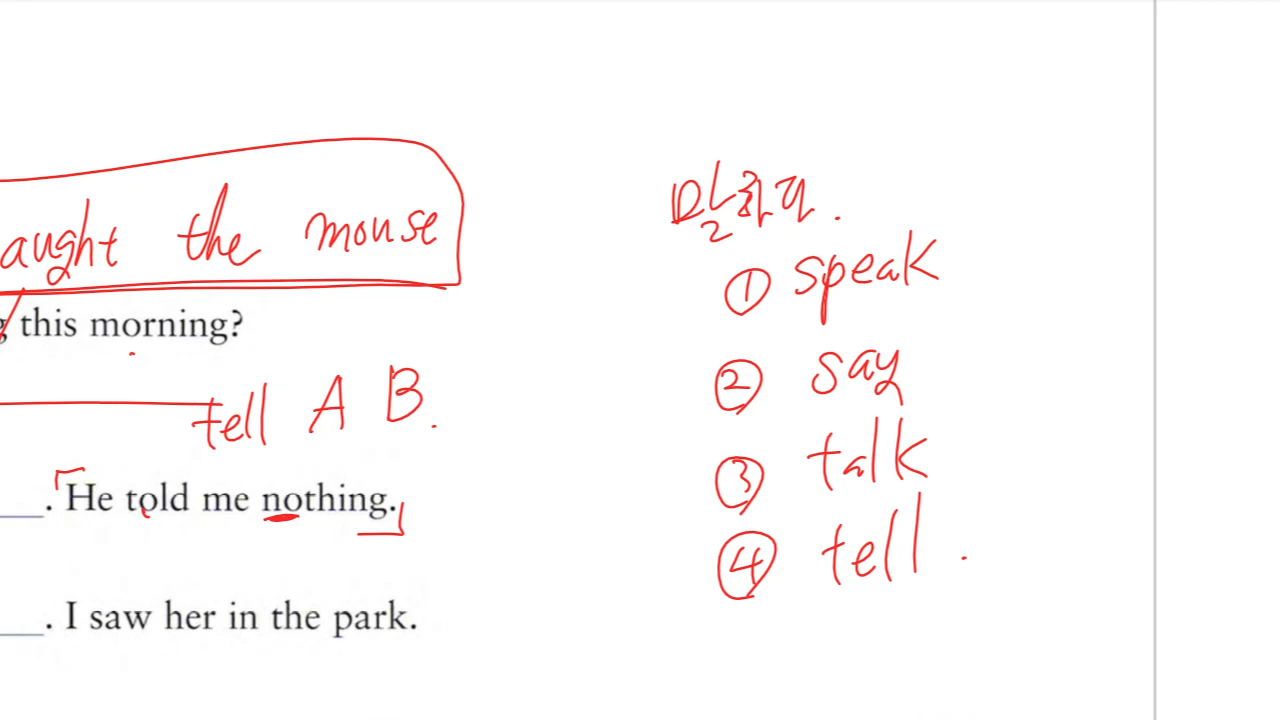 aught the mouse
this morning?
tell A B.
. He told me nothing.
. I saw her in the park.
말하다.
① speak
② say
③ talk
④ tell.